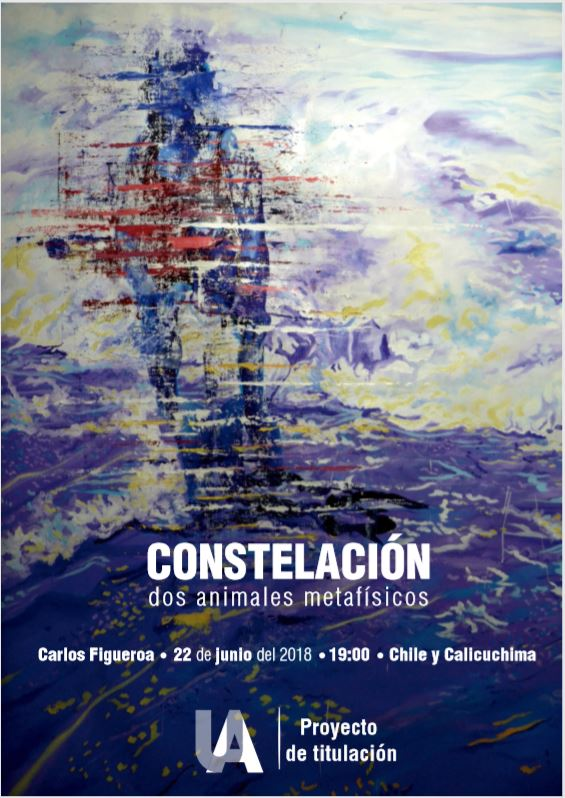 CONSTELACIÓN
dos animales metafísicos
Carlos Figueroa • 22 de junio del 2018 • 19:00 • Chile y Calicuchima
UA
Proyecto
de titulación